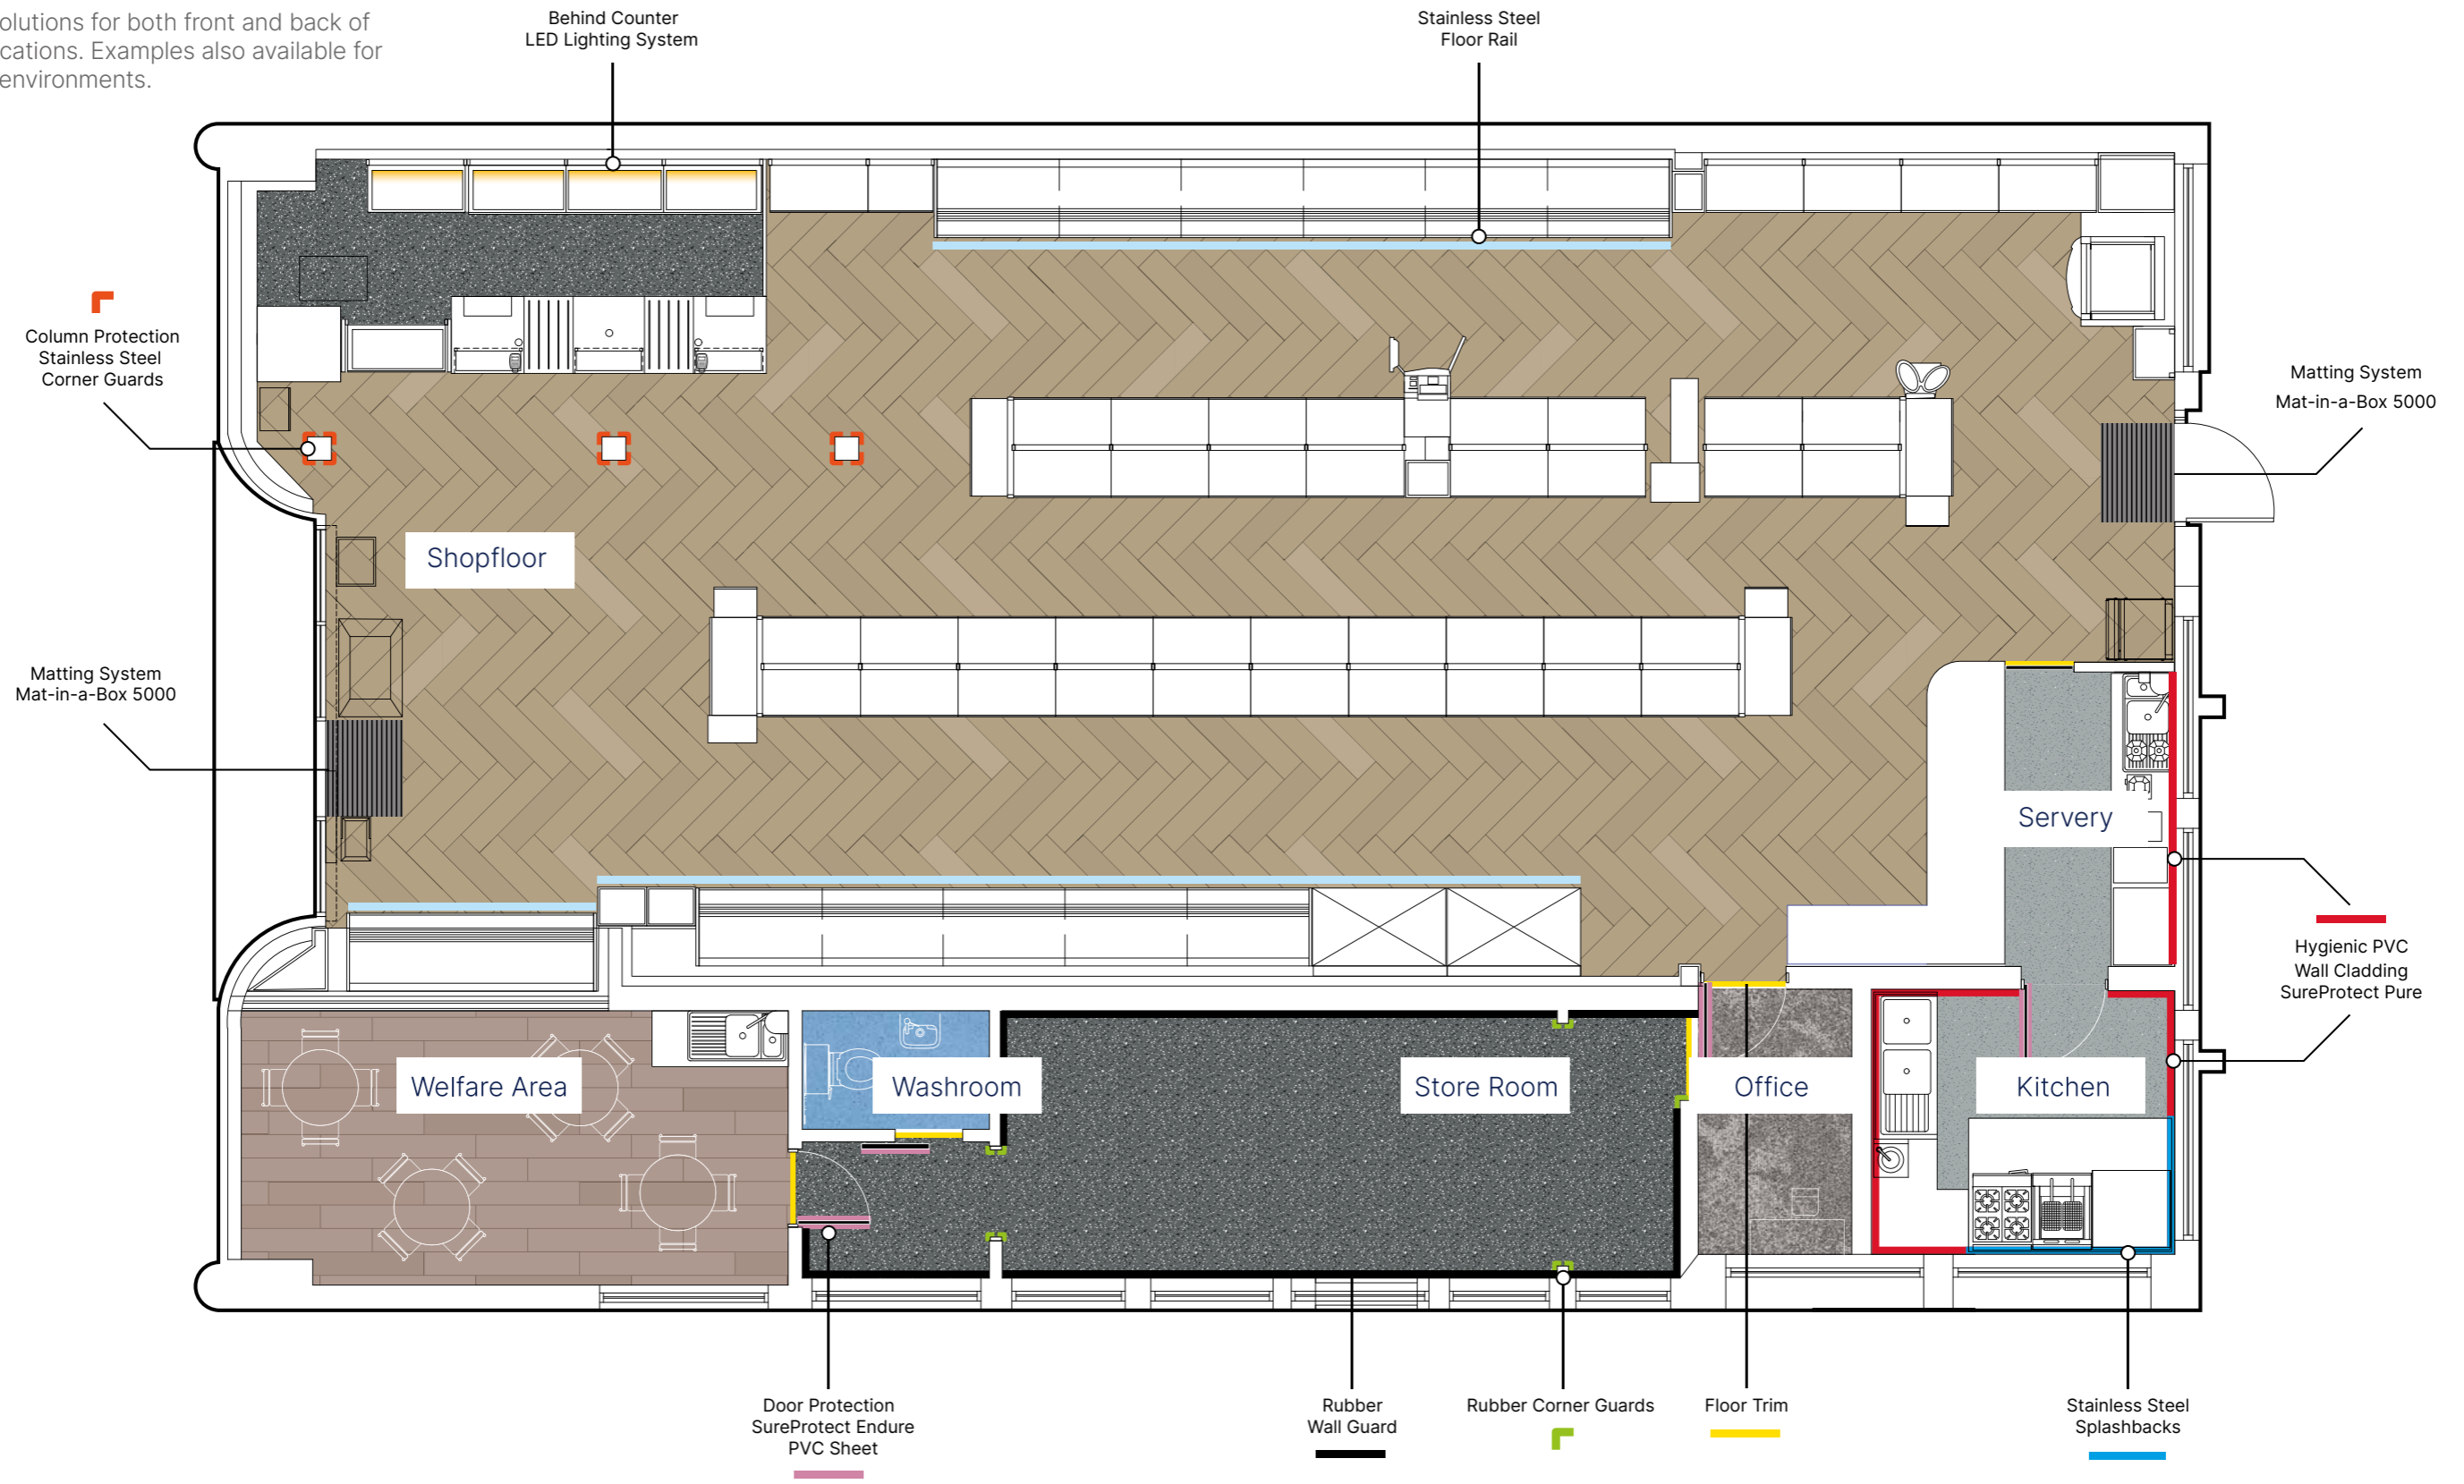 olutions for both front and back of
cations. Examples also available for
environments.
Behind Counter
LED Lighting System
Stainless Steel
Floor Rail
Column Protection
Stainless Steel
Corner Guards
Matting System
Mat-in-a-Box 5000
Shopfloor
Matting System
Mat-in-a-Box 5000
Servery
Hygienic PVC
Wall Cladding
SureProtect Pure
Welfare Area
Washroom
Store Room
Office
Kitchen
Door Protection
SureProtect Endure
PVC Sheet
Rubber
Wall Guard
Rubber Corner Guards
Floor Trim
Stainless Steel
Splashbacks